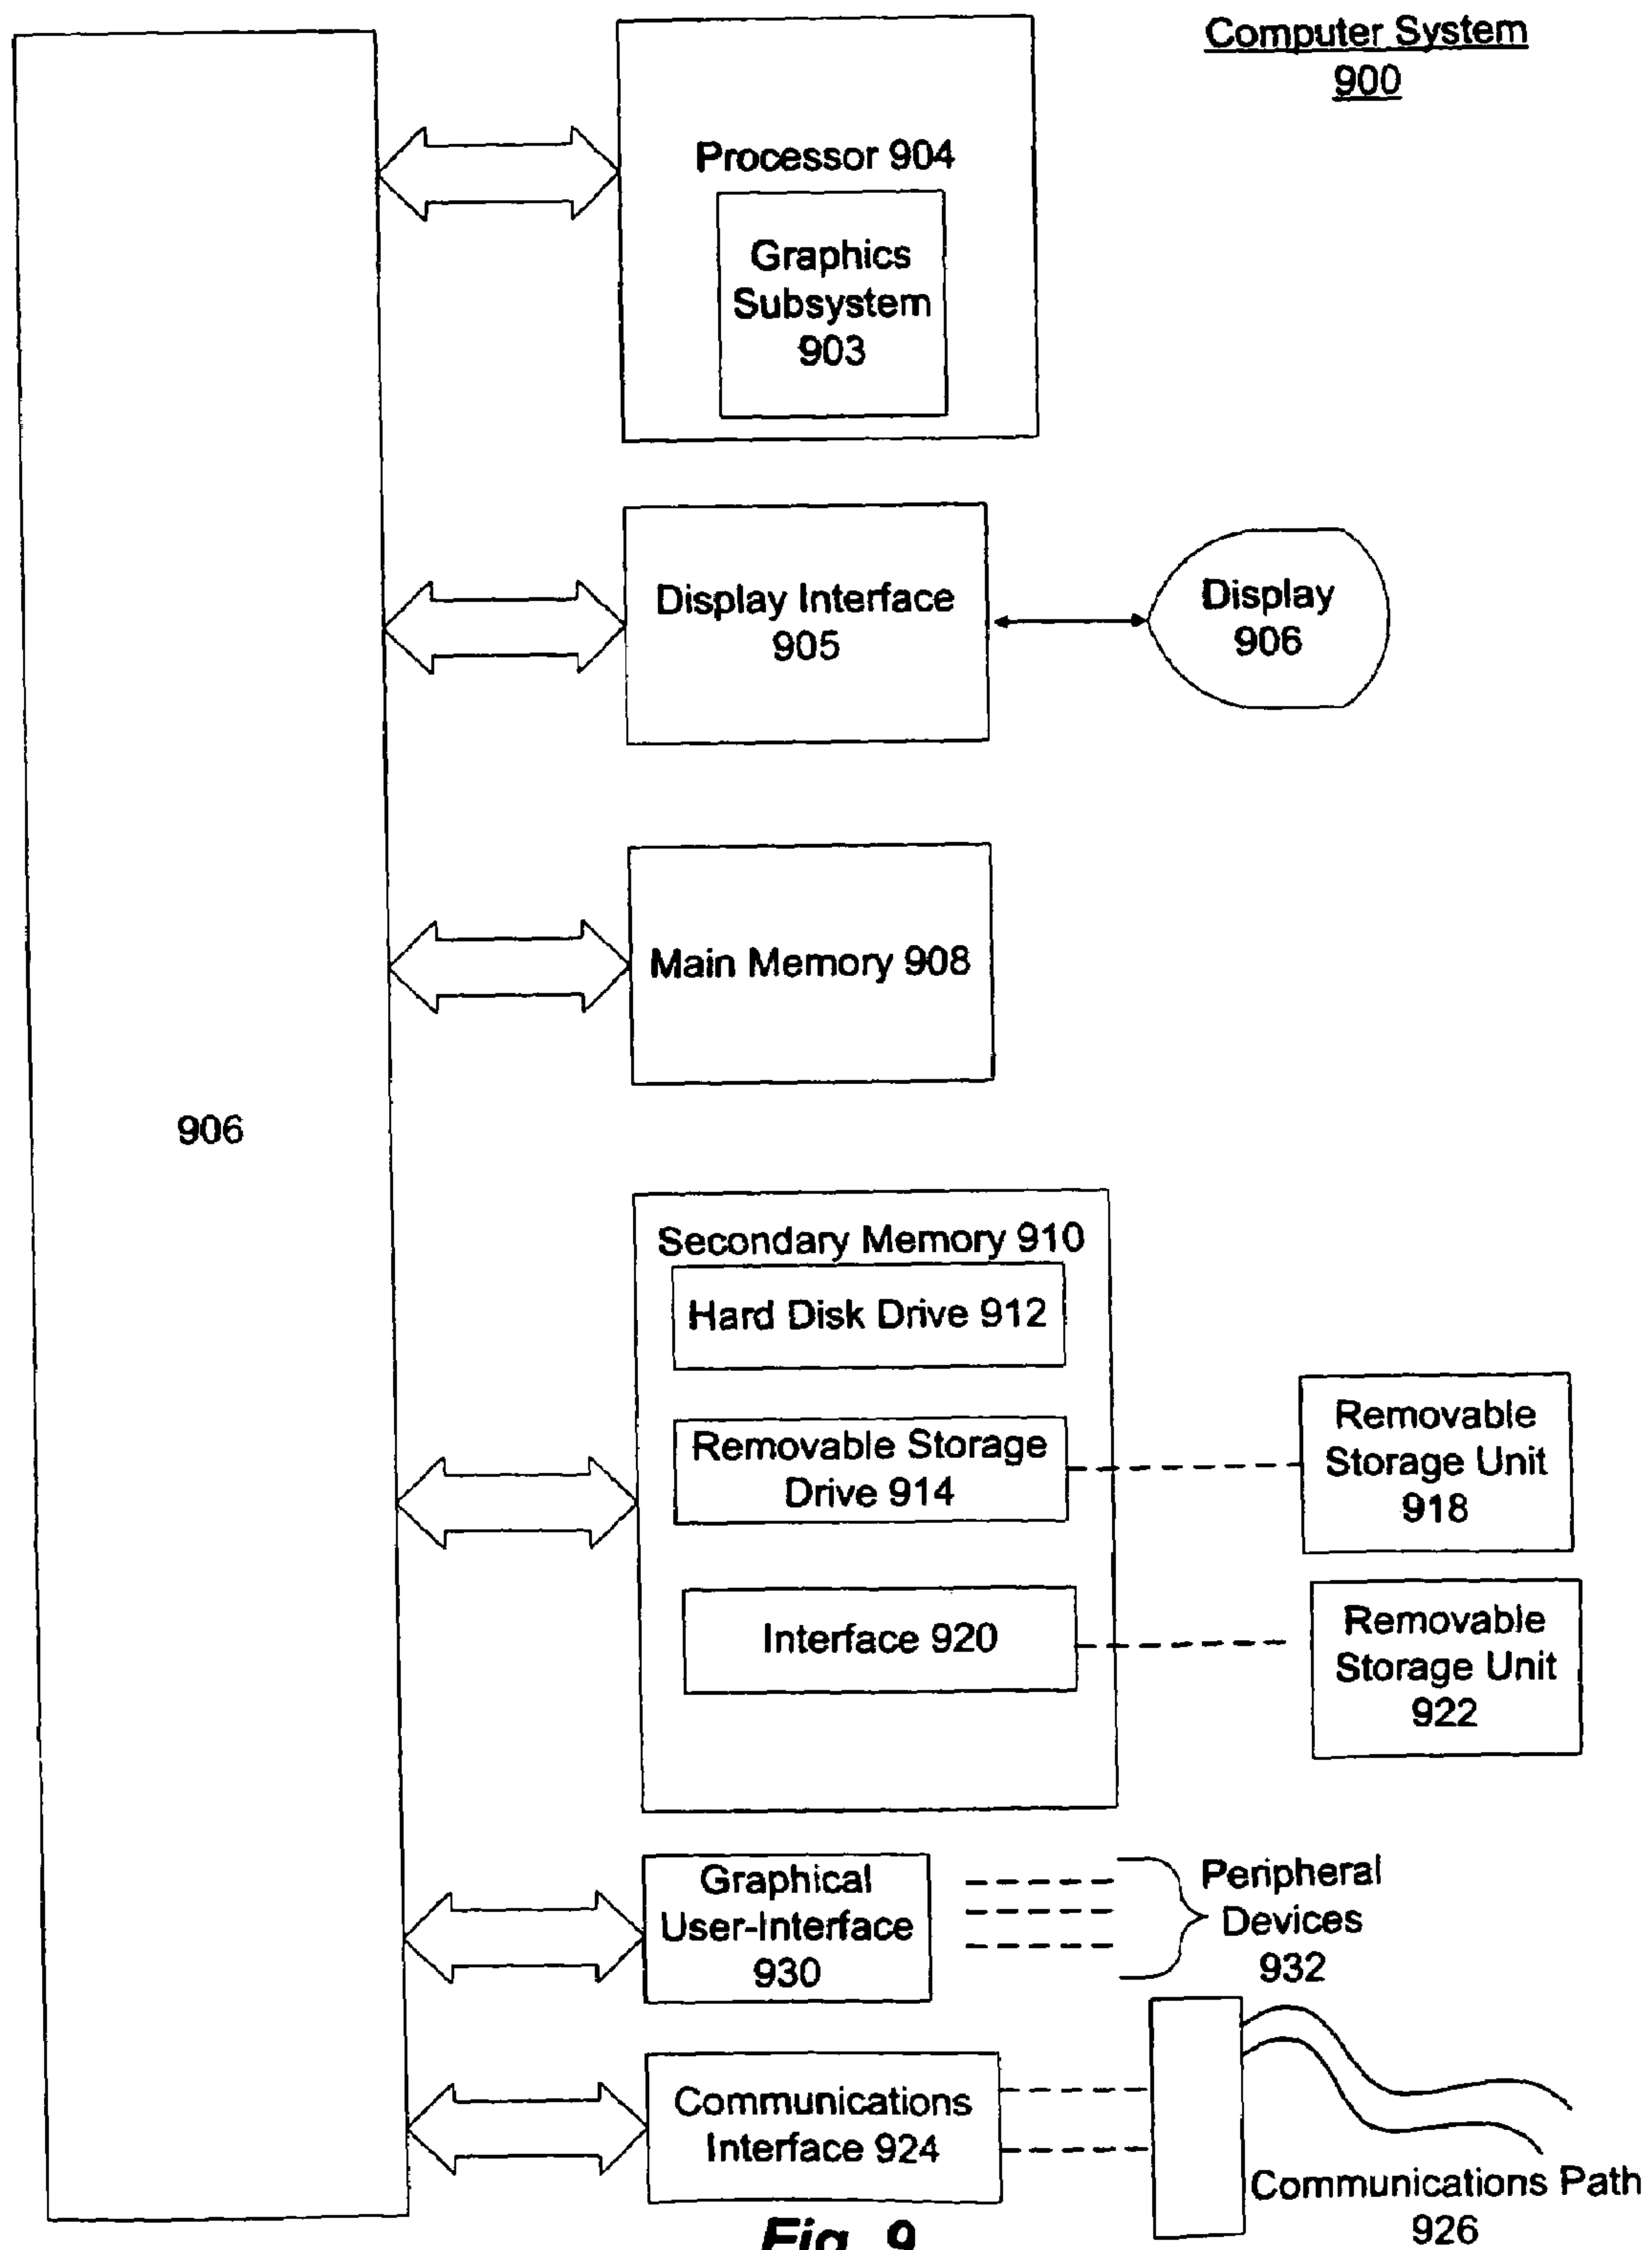 Computer System
900
Processor 904
Graphics
Subsystem
903
Display Interface
905
Display
906
Main Memory 908
906
Secondary Memory 910
Hard Disk Drive 912
Removable Storage
Drive 914
Removable
Storage Unit
918
Interface 920
Removable
Storage Unit
922
Graphical
User-Interface
930
Peripheral
Devices
932
Communications
Interface 924
Communications Path
926
Fig. 9